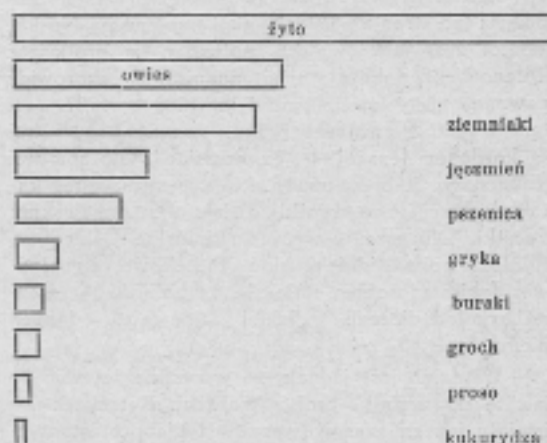 żyto
owies
ziemniaki
jęczmień
pszenica
gryka
buraki
groch
proso
kukurydza